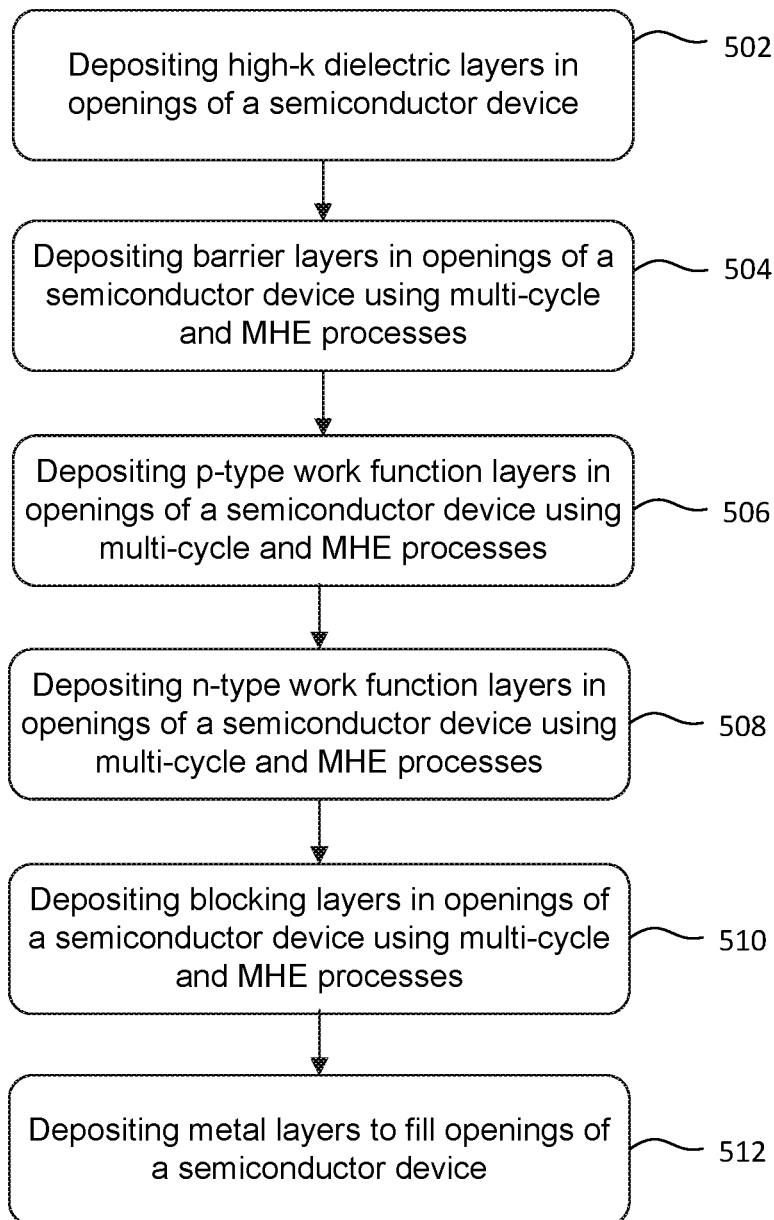 Depositing high-k dielectric layers in
openings of a semiconductor device
502
Depositing barrier layers in openings of a
semiconductor device using multi-cycle
and MHE processes
504
Depositing p-type work function layers in
openings of a semiconductor device using
multi-cycle and MHE processes
506
Depositing n-type work function layers in
openings of a semiconductor device using
multi-cycle and MHE processes
508
Depositing blocking layers in openings of
a semiconductor device using multi-cycle
and MHE processes
510
Depositing metal layers to fill openings of
a semiconductor device
512